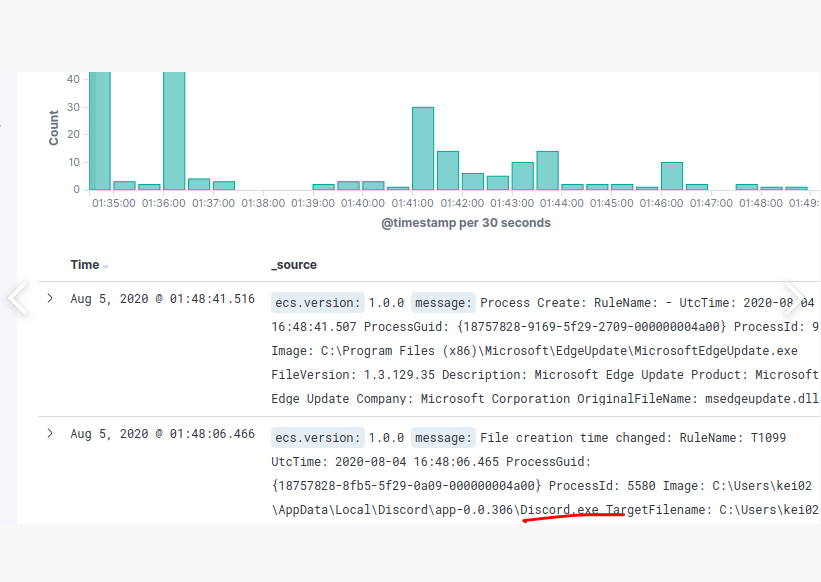 40
30
20
10
0
Count
01:35:00 01:36:00 01:37:00 01:38:00 01:39:00 01:40:00 01:41:00 01:42:00 01:43:00 01:44:00 01:45:00 01:46:00 01:47:00 01:48:00 01:49:
@timestamp per 30 seconds
Time _source
Aug 5, 2020 @ 01:48:41.516 ecs.version: 1.0.0 message: Process Create: RuleName: - UtcTime: 2020-08-04
16:48:41.507 ProcessGuid: {18757828-9169-5f29-2709-000000004a00} ProcessId: 9
Image: C:\Program Files (x86)\Microsoft\EdgeUpdate\MicrosoftEdgeUpdate.exe
FileVersion: 1.3.129.35 Description: Microsoft Edge Update Product: Microsoft
Edge Update Company: Microsoft Corporation OriginalFileName: msedgeupdate.dll
Aug 5, 2020 @ 01:48:06.466 ecs.version: 1.0.0 message: File creation time changed: RuleName: T1099
UtcTime: 2020-08-04 16:48:06.465 ProcessGuid:
{18757828-8fb5-5f29-0a09-000000004a00} ProcessId: 5580 Image: C:\Users\kei02
\AppData\Local\Discord\app-0.0.306\Discord.exe TargetFilename: C:\Users\kei02